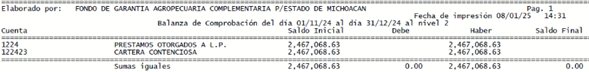 Elaborado por: FONDO DE GARANTIA AGROPECUARIA COMPLEMENTARIA P/ESTADO DE MICHOACAN Pag. 1
Fecha de impresión 08/01/25 14:31
Balanza de Comprobación del día 01/11/24 al día 31/12/24 al nivel 2
Cuenta Saldo Inicial Debe Haber Saldo Final
1224 PRESTAMOS OTORGADOS A L.P. 2,467,068.63 2,467,068.63
122423 CARTERA CONTENCIOSA 2,467,068.63 2,467,068.63
Sumas iguales 2,467,068.63 0.00 2,467,068.63 0.00